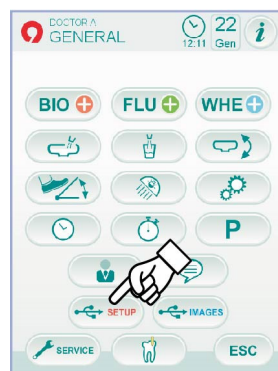 DOCTOR A
GENERAL
12:11
22
Gen
i
BIO
FLU
WHE
P
SETUP
IMAGES
SERVICE
ESC